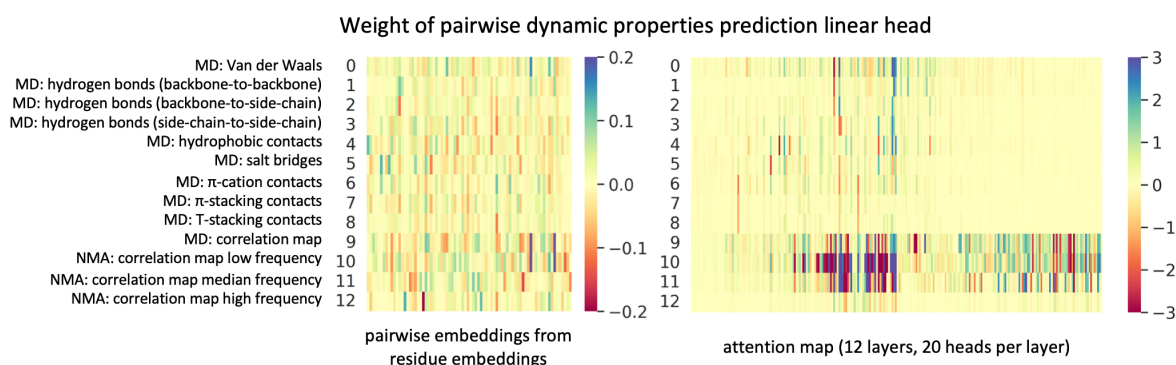 Weight of pairwise dynamic properties prediction linear head
MD: Van der Waals 0
MD: hydrogen bonds (backbone-to-backbone) 1
MD: hydrogen bonds (backbone-to-side-chain) 2
MD: hydrogen bonds (side-chain-to-side-chain) 3
MD: hydrophobic contacts 4
MD: salt bridges 5
MD: π-cation contacts 6
MD: π-stacking contacts 7
MD: T-stacking contacts 8
MD: correlation map 9
NMA: correlation map low frequency 10
NMA: correlation map median frequency 11
NMA: correlation map high frequency 12
0.2
0.1
0.0
−0.1
−0.2
pairwise embeddings from
residue embeddings
0
1
2
3
4
5
6
7
8
9
10
11
12
3
2
1
0
−1
−2
−3
attention map (12 layers, 20 heads per layer)